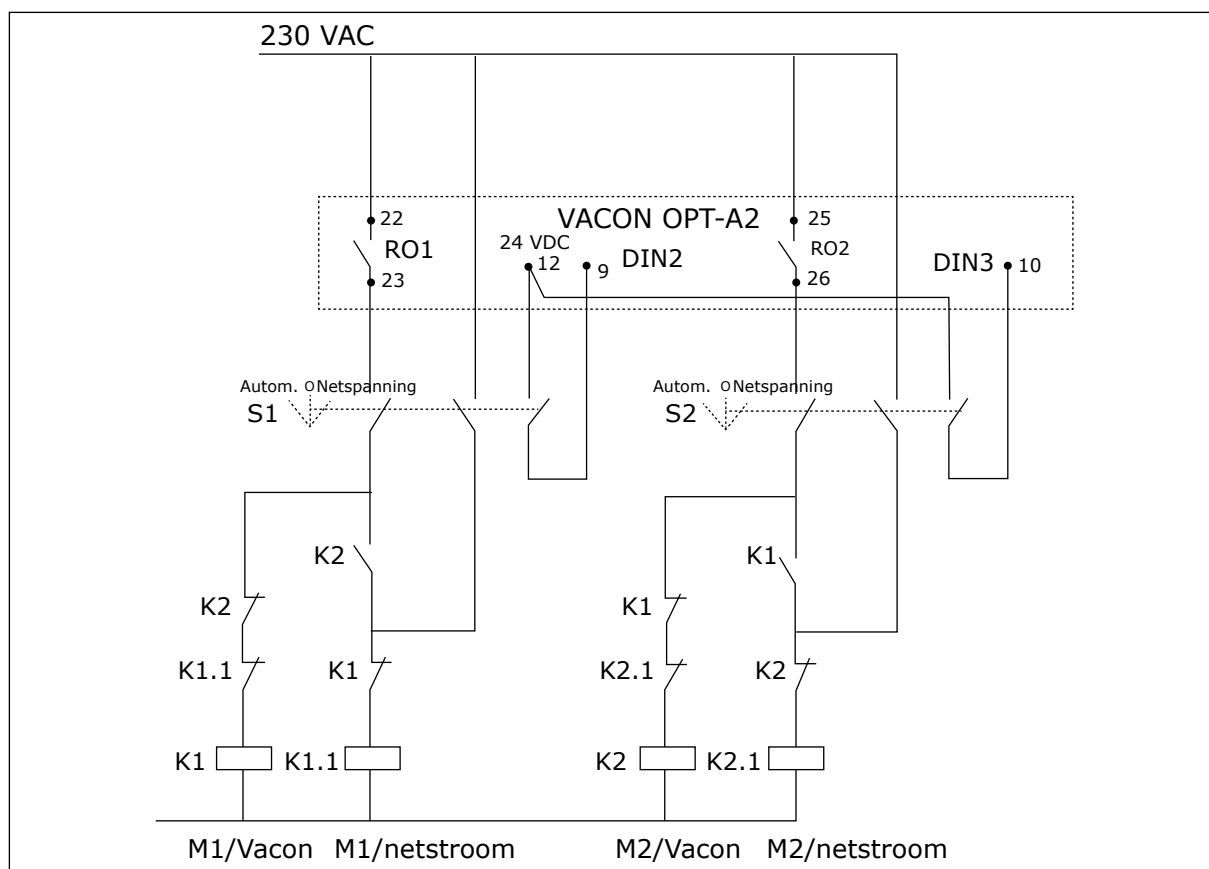 230 VAC
VACON OPT-A2
22
RO1
23
24 VDC
12
9
DIN2
25
RO2
26
DIN3
10
Autom. O Netspanning
S1
Autom. O Netspanning
S2
K2
K1
K2
K1
K1.1
K1
K2.1
K2
K1
K1.1
K2
K2.1
M1/Vacon
M1/netstroom
M2/Vacon
M2/netstroom